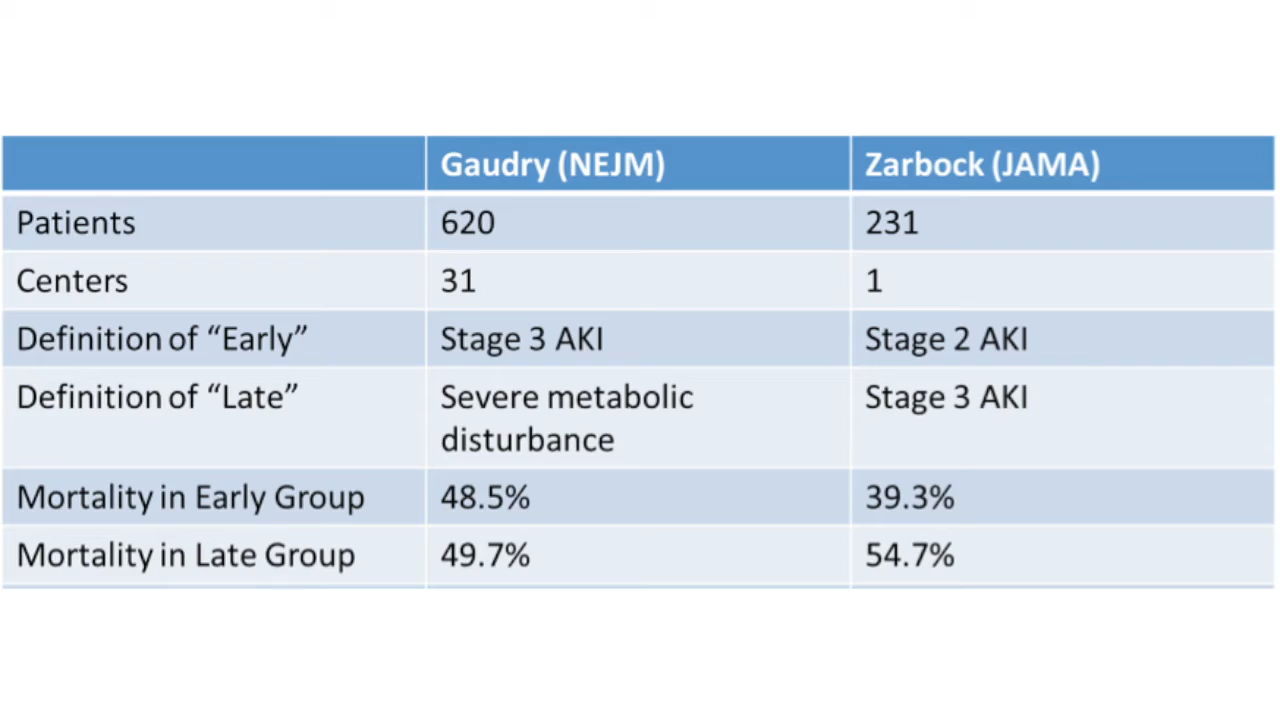 Gaudry (NEJM) Zarbock (JAMA)
Patients 620 231
Centers 31 1
Definition of “Early” Stage 3 AKI Stage 2 AKI
Definition of “Late” Severe metabolic Stage 3 AKI
disturbance
Mortality in Early Group 48.5% 39.3%
Mortality in Late Group 49.7% 54.7%